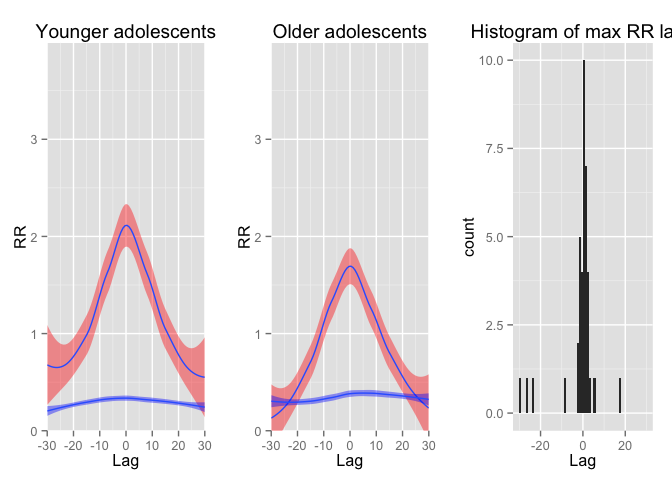 Younger adolescents
Older adolescents
Histogram of max RR la
RR
3
2
1
0
-30 -20 -10 0 10 20 30
Lag
RR
3
2
1
0
-30 -20 -10 0 10 20 30
Lag
count
10.0
7.5
5.0
2.5
0.0
-20 0 20
Lag